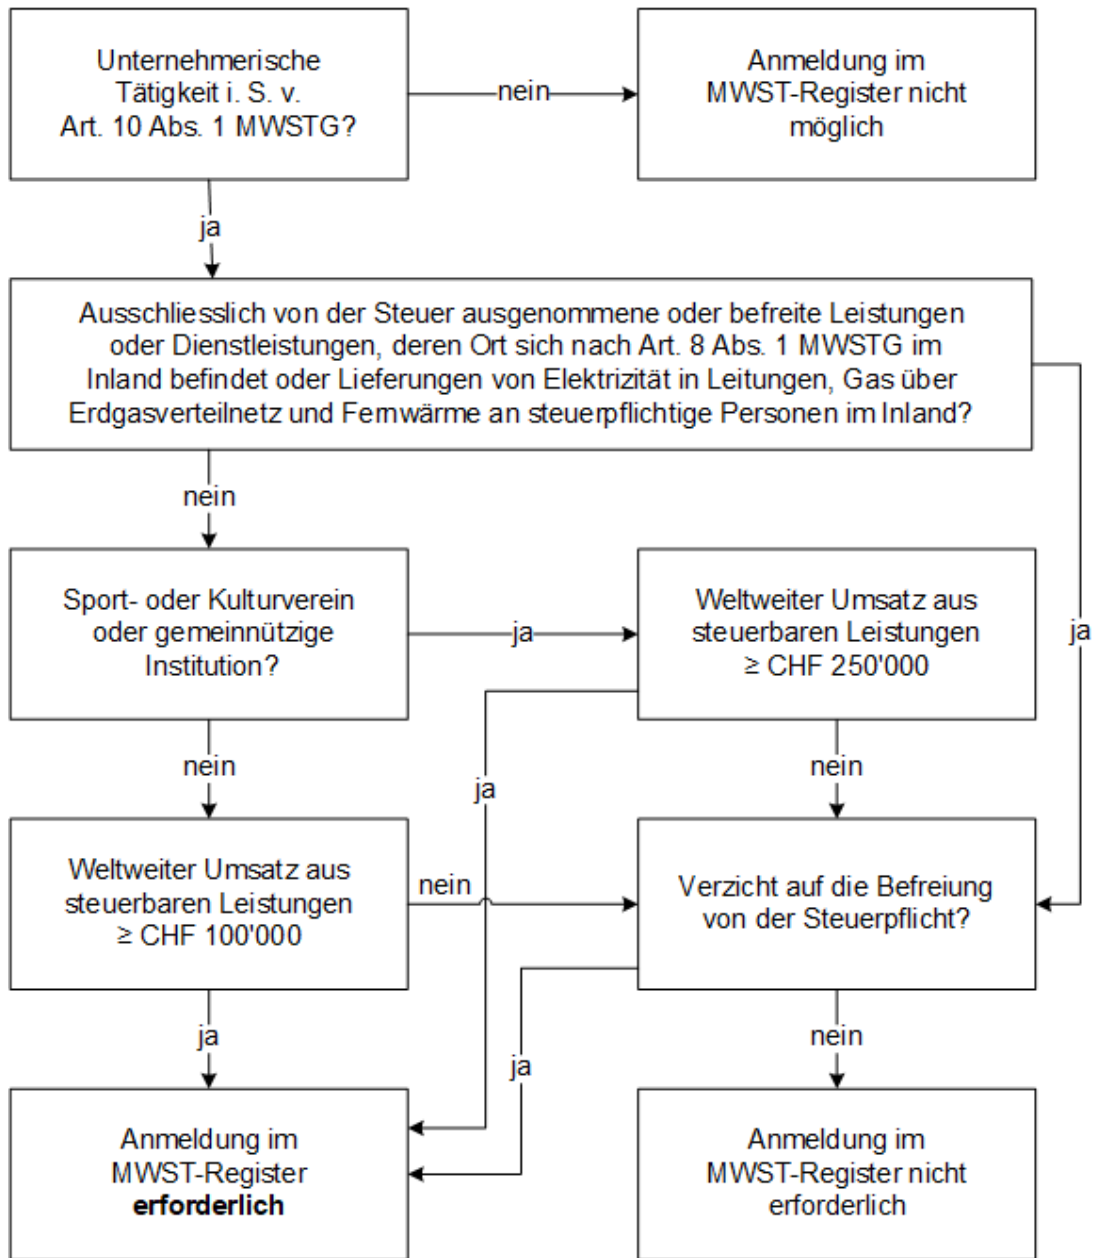 Unternehmerische
Tätigkeit i. S. v.
Art. 10 Abs. 1 MWSTG?
nein
Anmeldung im
MWST-Register nicht
möglich
ja
Ausschliesslich von der Steuer ausgenommene oder befreite Leistungen
oder Dienstleistungen, deren Ort sich nach Art. 8 Abs. 1 MWSTG im
Inland befindet oder Lieferungen von Elektrizität in Leitungen, Gas über
Erdgasverteilnetz und Fernwärme an steuerpflichtige Personen im Inland?
nein
ja
Sport- oder Kulturverein
oder gemeinnützige
Institution?
ja
Weltweiter Umsatz aus
steuerbaren Leistungen
≥ CHF 250'000
nein
ja
nein
Weltweiter Umsatz aus
steuerbaren Leistungen
≥ CHF 100'000
nein
Verzicht auf die Befreiung
von der Steuerpflicht?
ja
ja
nein
Anmeldung im
MWST-Register
erforderlich
Anmeldung im
MWST-Register nicht
erforderlich